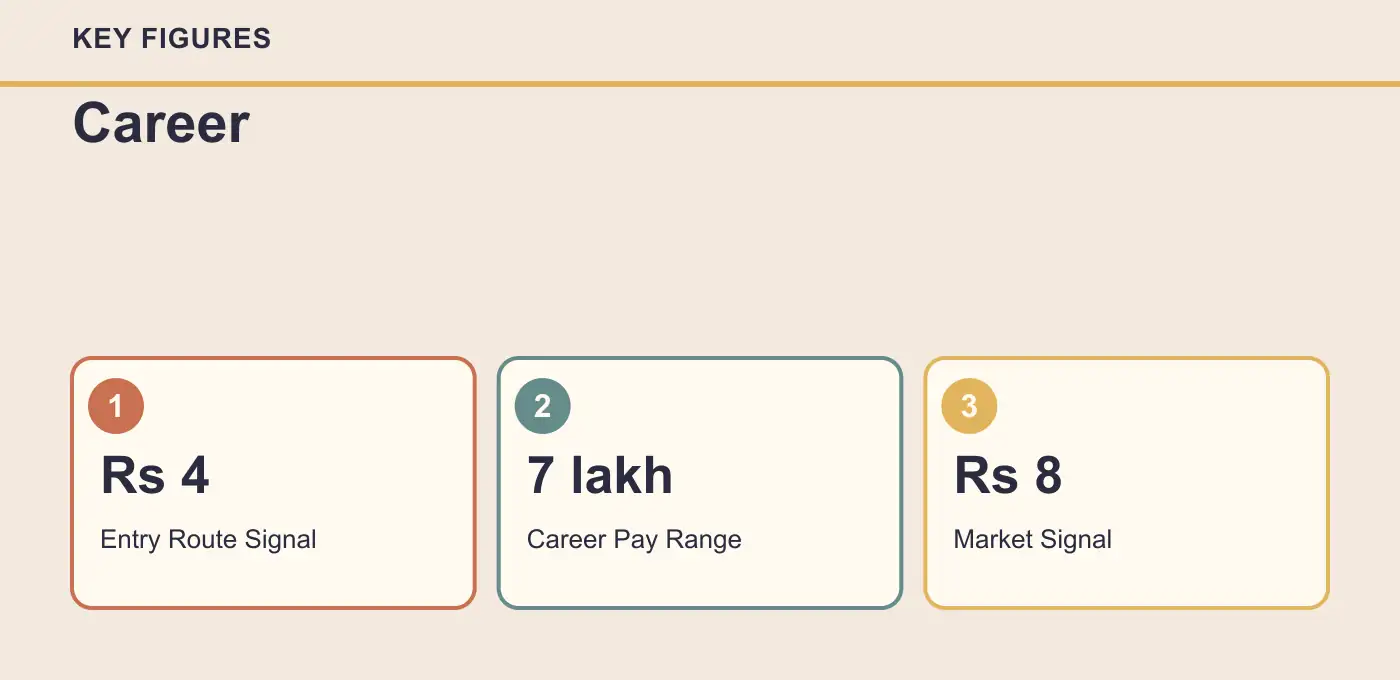 KEY FIGURES
Career
1
Rs 4
Entry Route Signal
2
7 lakh
Career Pay Range
3
Rs 8
Market Signal